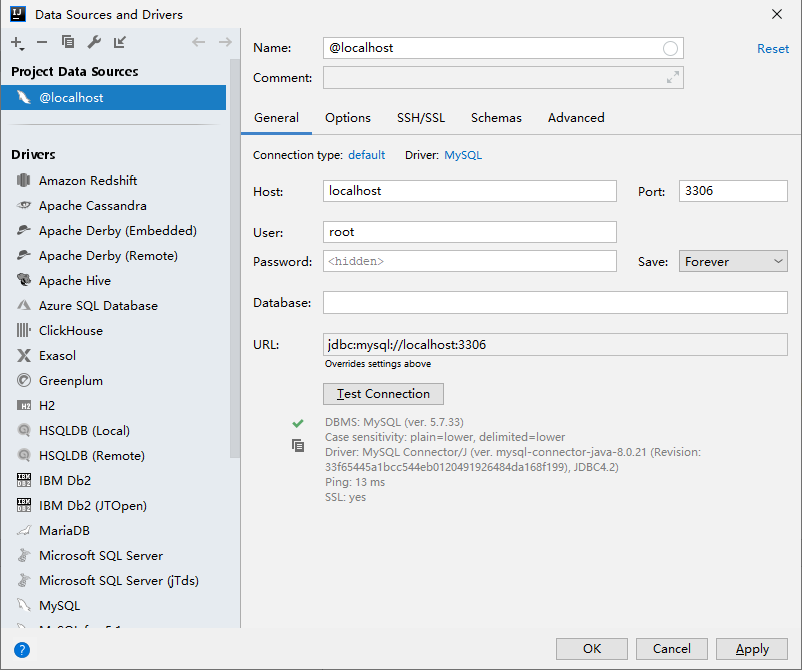 Data Sources and Drivers
Project Data Sources
@localhost
Drivers
Amazon Redshift
Apache Cassandra
Apache Derby (Embedded)
Apache Derby (Remote)
Apache Hive
Azure SQL Database
ClickHouse
Exasol
Greenplum
H2
HSQLDB (Local)
HSQLDB (Remote)
IBM Db2
IBM Db2 (JTOpen)
MariaDB
Microsoft SQL Server
Microsoft SQL Server (jTds)
MySQL
Name: @localhost
Reset
Comment:
General Options SSH/SSL Schemas Advanced
Connection type: default Driver: MySQL
Host: localhost Port: 3306
User: root
Password: <hidden> Save: Forever
Database:
URL: jdbc:mysql://localhost:3306
Overrides settings above
Test Connection
DBMS: MySQL (ver. 5.7.33)
Case sensitivity: plain=lower, delimited=lower
Driver: MySQL Connector/J (ver. mysql-connector-java-8.0.21 (Revision:
33f65445a1bcc544eb0120491926484da168f199), JDBC4.2)
Ping: 13 ms
SSL: yes
? OK Cancel Apply